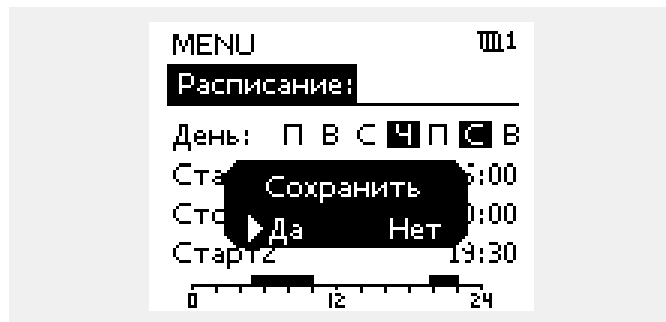 MENU 1
Расписание:
День: П В С Ч П С В
Сохранить
Да Нет
Старт2 19:30
0 12 24